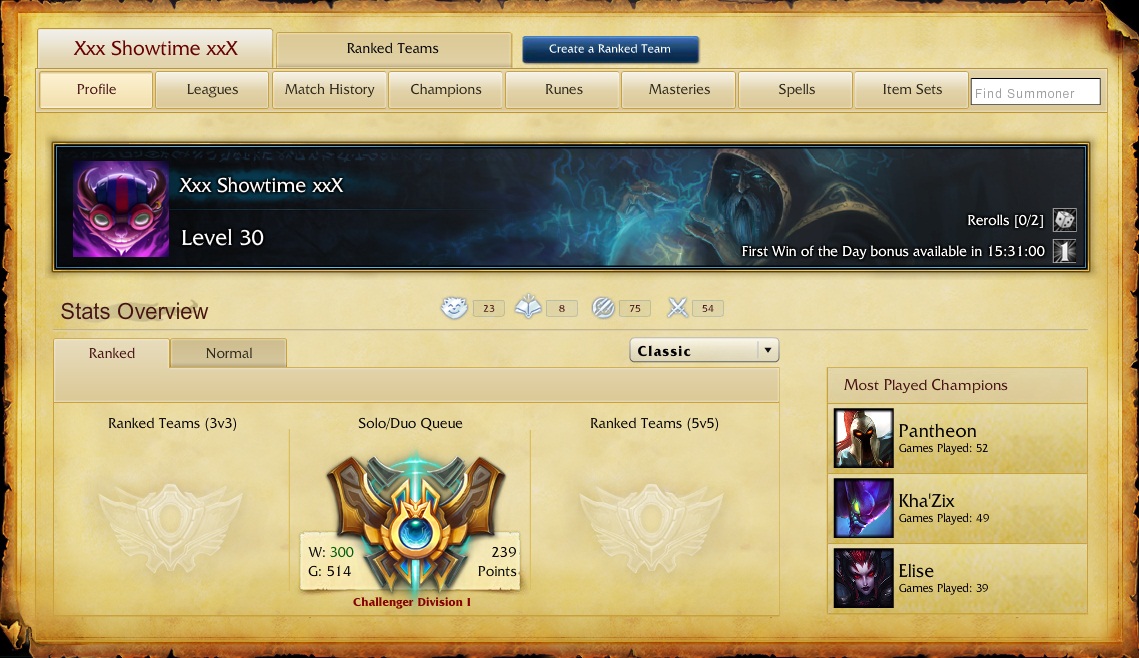 Xxx Showtime xxX
Ranked Teams
Create a Ranked Team
Profile
Leagues
Match History
Champions
Runes
Masteries
Spells
Item Sets
Find Summoner
Xxx Showtime xxX
Level 30
Rerolls [0/2]
First Win of the Day bonus available in 15:31:00
1
Stats Overview
23
8
75
54
Ranked
Normal
Classic
Ranked Teams (3v3)
Solo/Duo Queue
Ranked Teams (5v5)
W: 300
239
G: 514
Points
Challenger Division I
Most Played Champions
Pantheon
Games Played: 52
Kha'Zix
Games Played: 49
Elise
Games Played: 39